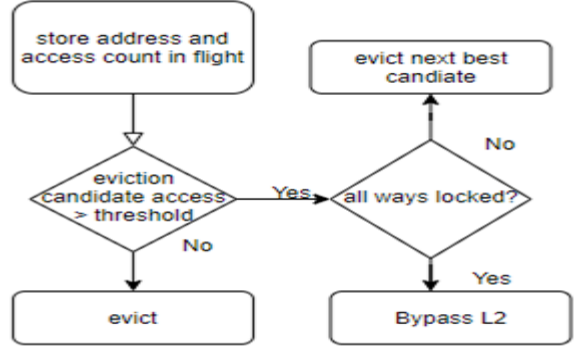 store address and
access count in flight
evict next best
candiate
No
eviction
candidate access
> threshold
Yes
all ways locked?
No
Yes
evict
Bypass L2